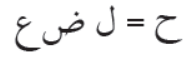 ح = ل ض ع